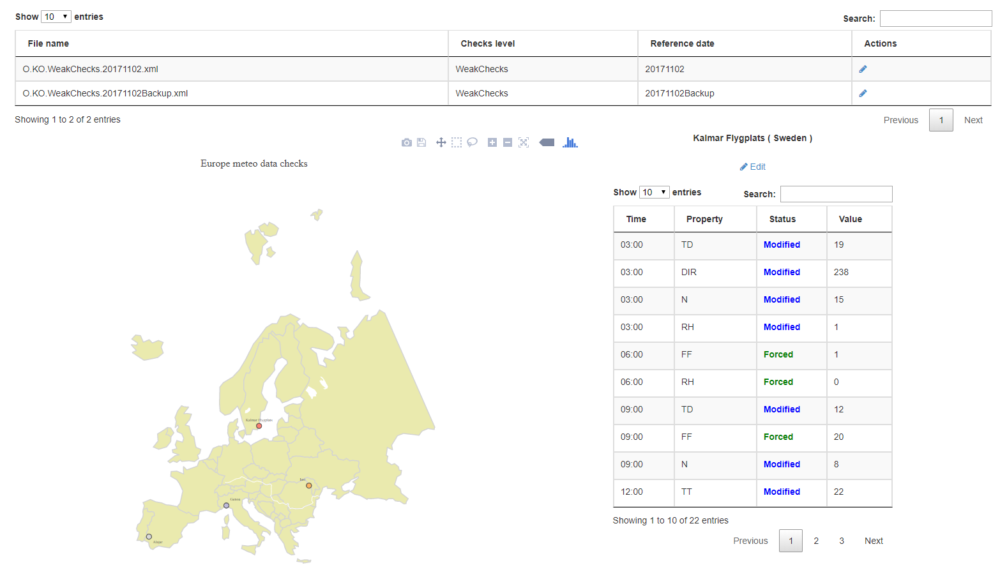 Show 10 entries Search:
File name Checks level Reference date Actions
O.KO.WeakChecks.20171102.xml WeakChecks 20171102
O.KO.WeakChecks.20171102Backup.xml WeakChecks 20171102Backup
Showing 1 to 2 of 2 entries Previous 1 Next
Kalmar Flygplats ( Sweden )
Europe meteo data checks
Edit
Show 10 entries Search:
Time Property Status Value
03:00 TD Modified 19
03:00 DIR Modified 238
03:00 N Modified 15
03:00 RH Modified 1
06:00 FF Forced 1
06:00 RH Forced 0
09:00 TD Modified 12
09:00 FF Forced 20
09:00 N Modified 8
12:00 TT Modified 22
Showing 1 to 10 of 22 entries
Previous 1 2 3 Next
Kalmar Flygplats
Iasi
Genova
Alajar